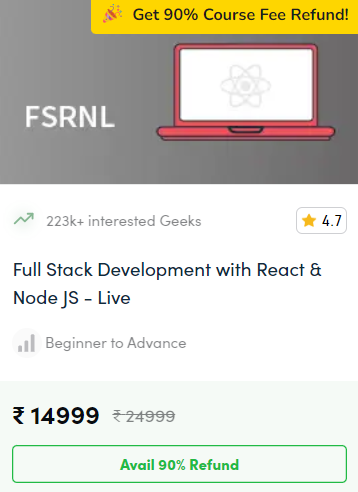 🎉 Get 90% Course Fee Refund!
FSRNL
223k+ interested Geeks
4.7
Full Stack Development with React &
Node JS - Live
Beginner to Advance
₹ 14999 ₹ 24999
Avail 90% Refund